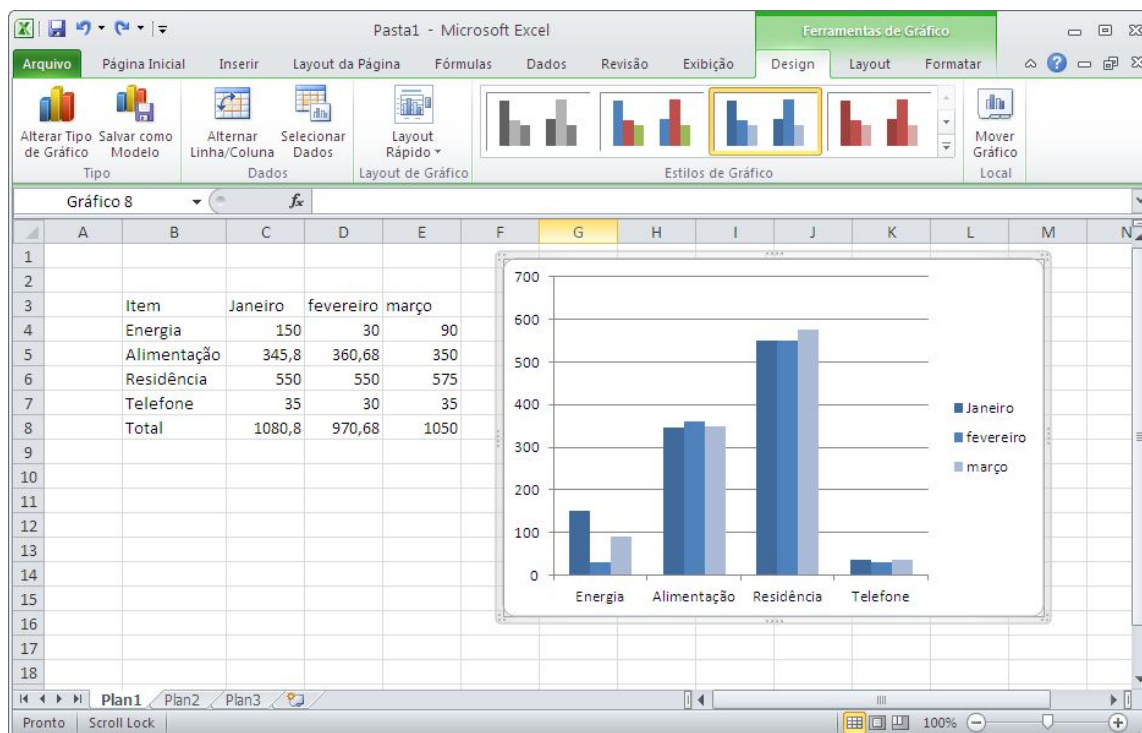 Pasta1 - Microsoft Excel
Ferramentas de Gráfico
Arquivo Página Inicial Inserir Layout da Página Fórmulas Dados Revisão Exibição Design Layout Formatar
Alterar Tipo de Gráfico Salvar como Modelo Alternar Linha/Coluna Selecionar Dados Layout Rápido Mover Gráfico
Tipo Dados Layout de Gráfico Estilos de Gráfico Local
Gráfico 8 fx
A B C D E F G H I J K L M N
1
2
3 Item Janeiro fevereiro março
4 Energia 150 30 90
5 Alimentação 345,8 360,68 350
6 Residência 550 550 575
7 Telefone 35 30 35
8 Total 1080,8 970,68 1050
9
10
11
12
13
14
15
16
17
18
700
600
500
400
300
200
100
0
Energia Alimentação Residência Telefone
Janeiro
fevereiro
março
Plan1 Plan2 Plan3
Pronto Scroll Lock 100%